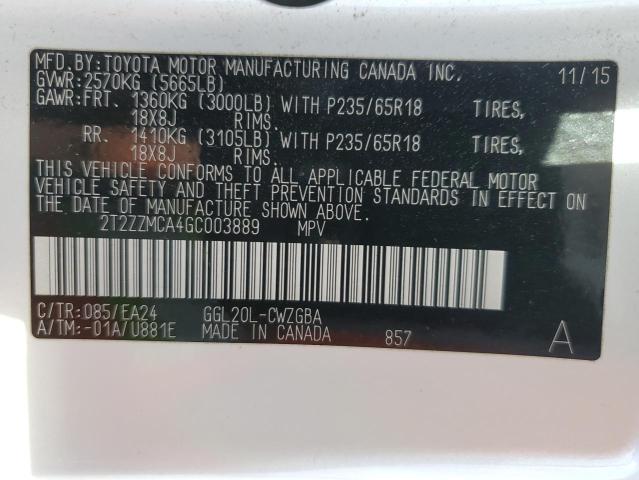 MFD.BY:TOYOTA MOTOR MANUFACTURING CANADA INC. 11/15
GVWR:2570KG (5665LB)
GAWR:FRT. 1360KG (3000LB) WITH P235/65R18 TIRES,
18X8J RIMS.
RR. 1410KG (3105LB) WITH P235/65R18 TIRES,
18X8J RIMS.
THIS VEHICLE CONFORMS TO ALL APPLICABLE FEDERAL MOTOR
VEHICLE SAFETY AND THEFT PREVENTION STANDARDS IN EFFECT ON
THE DATE OF MANUFACTURE SHOWN ABOVE.
2T2ZZMCA4GC003889 MPV
C/TR:085/EA24 GGL20L-CWZGBA
A/TM:-01A/U881E MADE IN CANADA 857 A